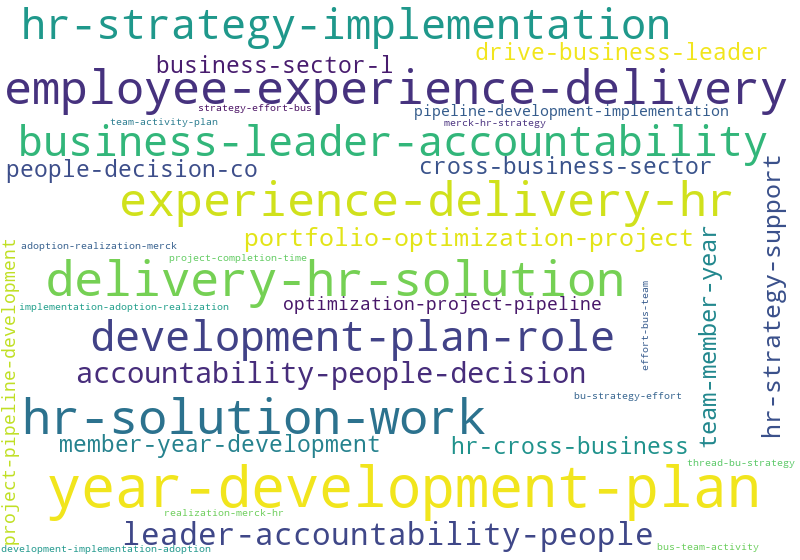 hr-strategy-implementation
drive-business-leader
business-sector-l
employee-experience-delivery
strategy-effort-bus
pipeline-development-implementation
team-activity-plan
merck-hr-strategy
business-leader-accountability
people-decision-co
cross-business-sector
experience-delivery-hr
portfolio-optimization-project
adoption-realization-merck
project-completion-time
delivery-hr-solution
implementation-adoption-realization
optimization-project-pipeline
development-plan-role
effort-bus-team
team-member-year
hr-strategy-support
accountability-people-decision
bu-strategy-effort
hr-solution-work
member-year-development
hr-cross-business
project-pipeline-development
thread-bu-strategy
year-development-plan
realization-merck-hr
leader-accountability-people
development-implementation-adoption
bus-team-activity